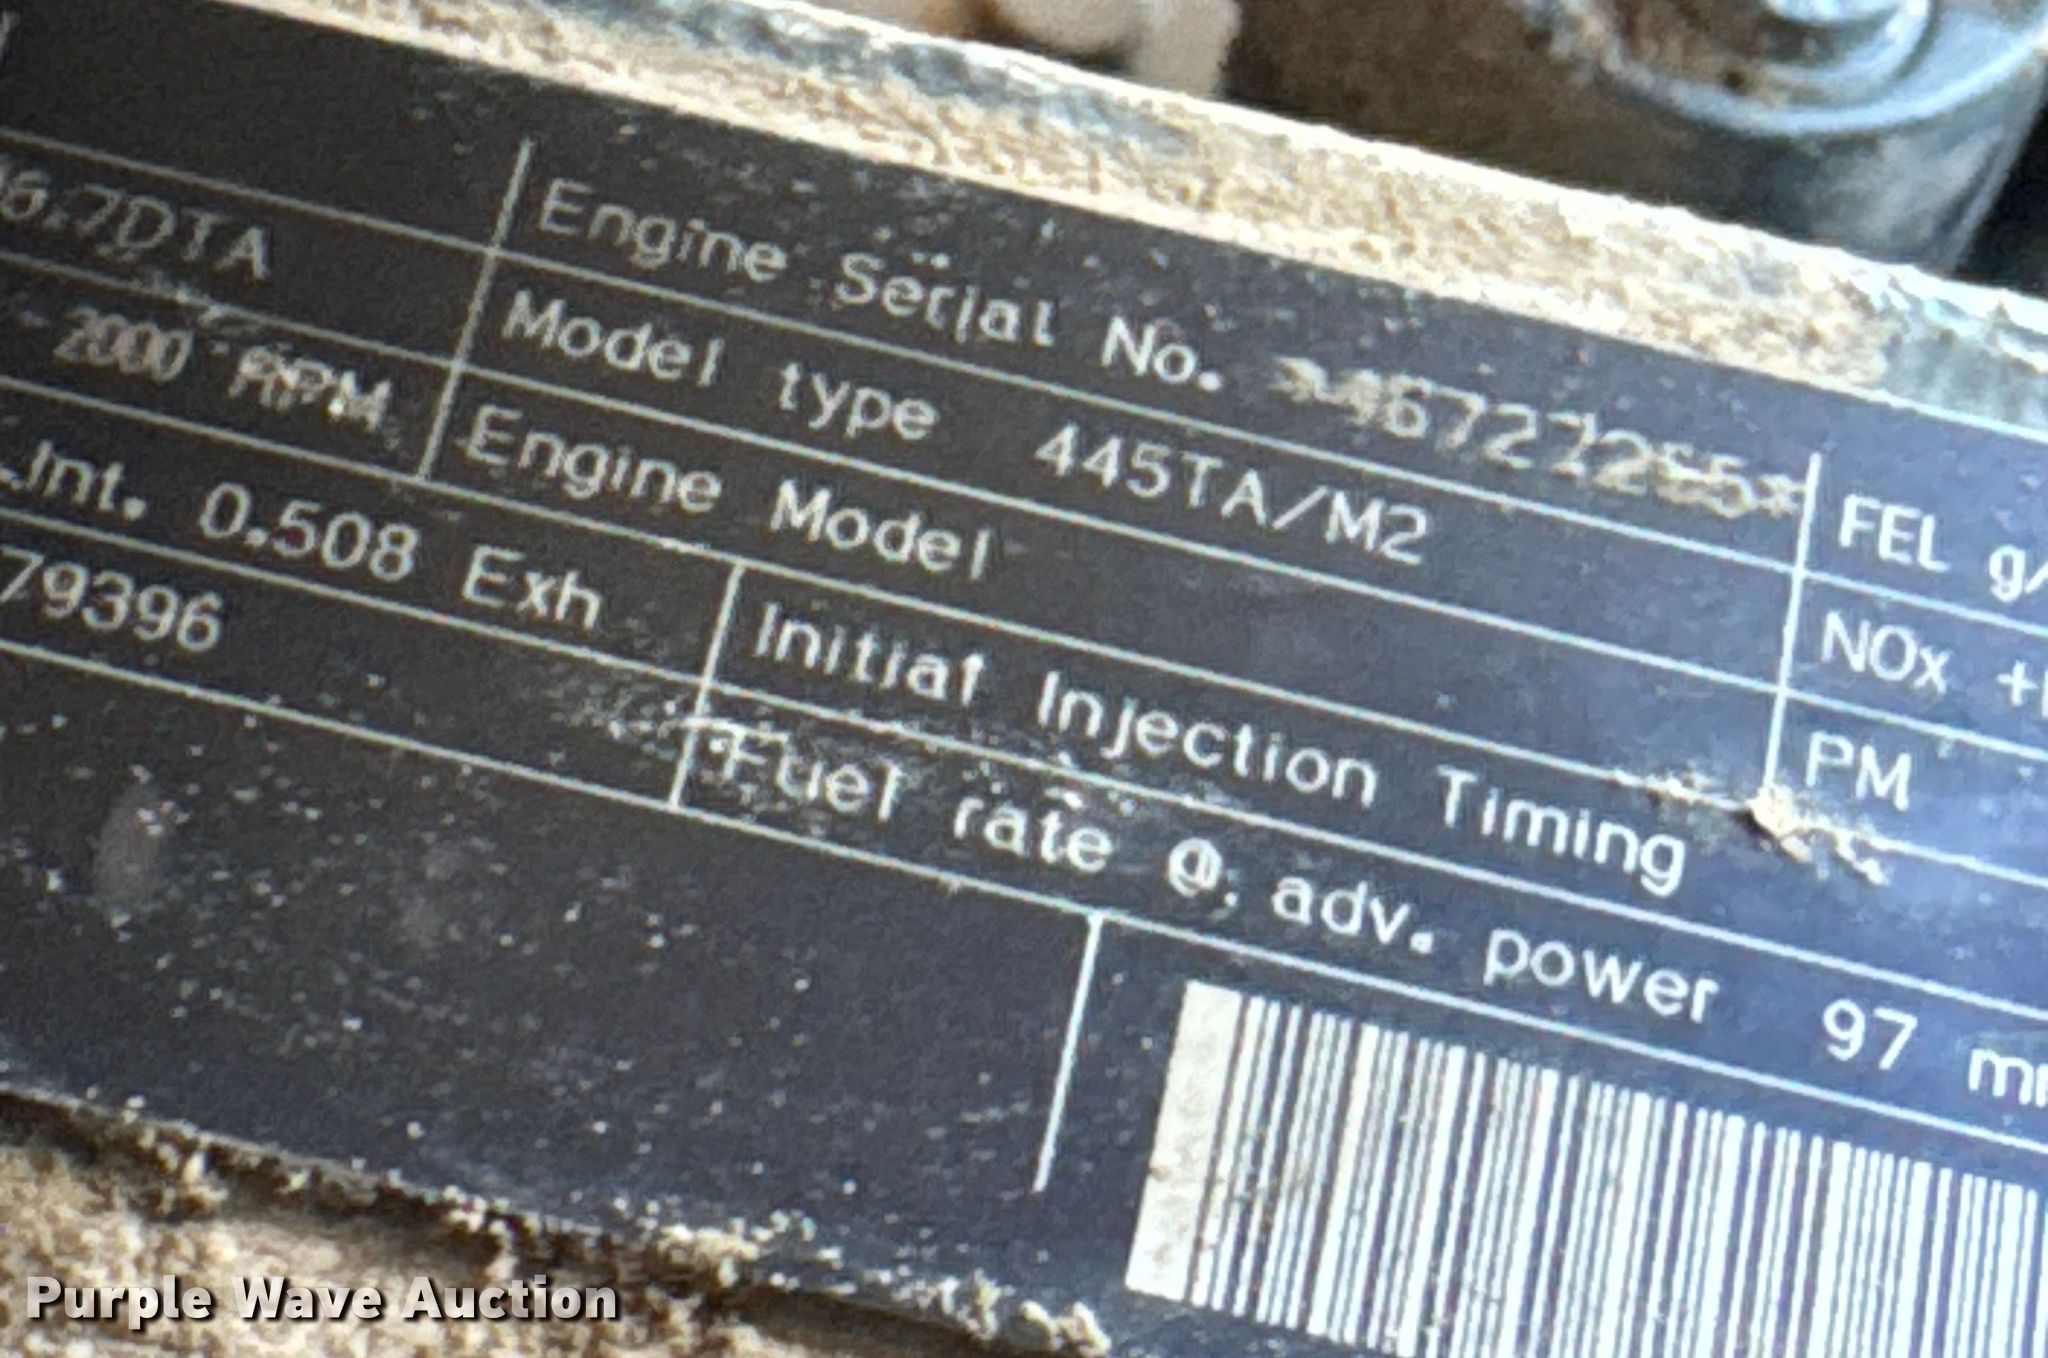 Engine Serial No.
6.7DTA Model type 445TA/M2 FEL g/
2000 RPM Engine Model NOx +
Int. 0.508 Exh Initial Injection Timing PM
79396 Fuel rate @ adv. power 97
Purple Wave Auction